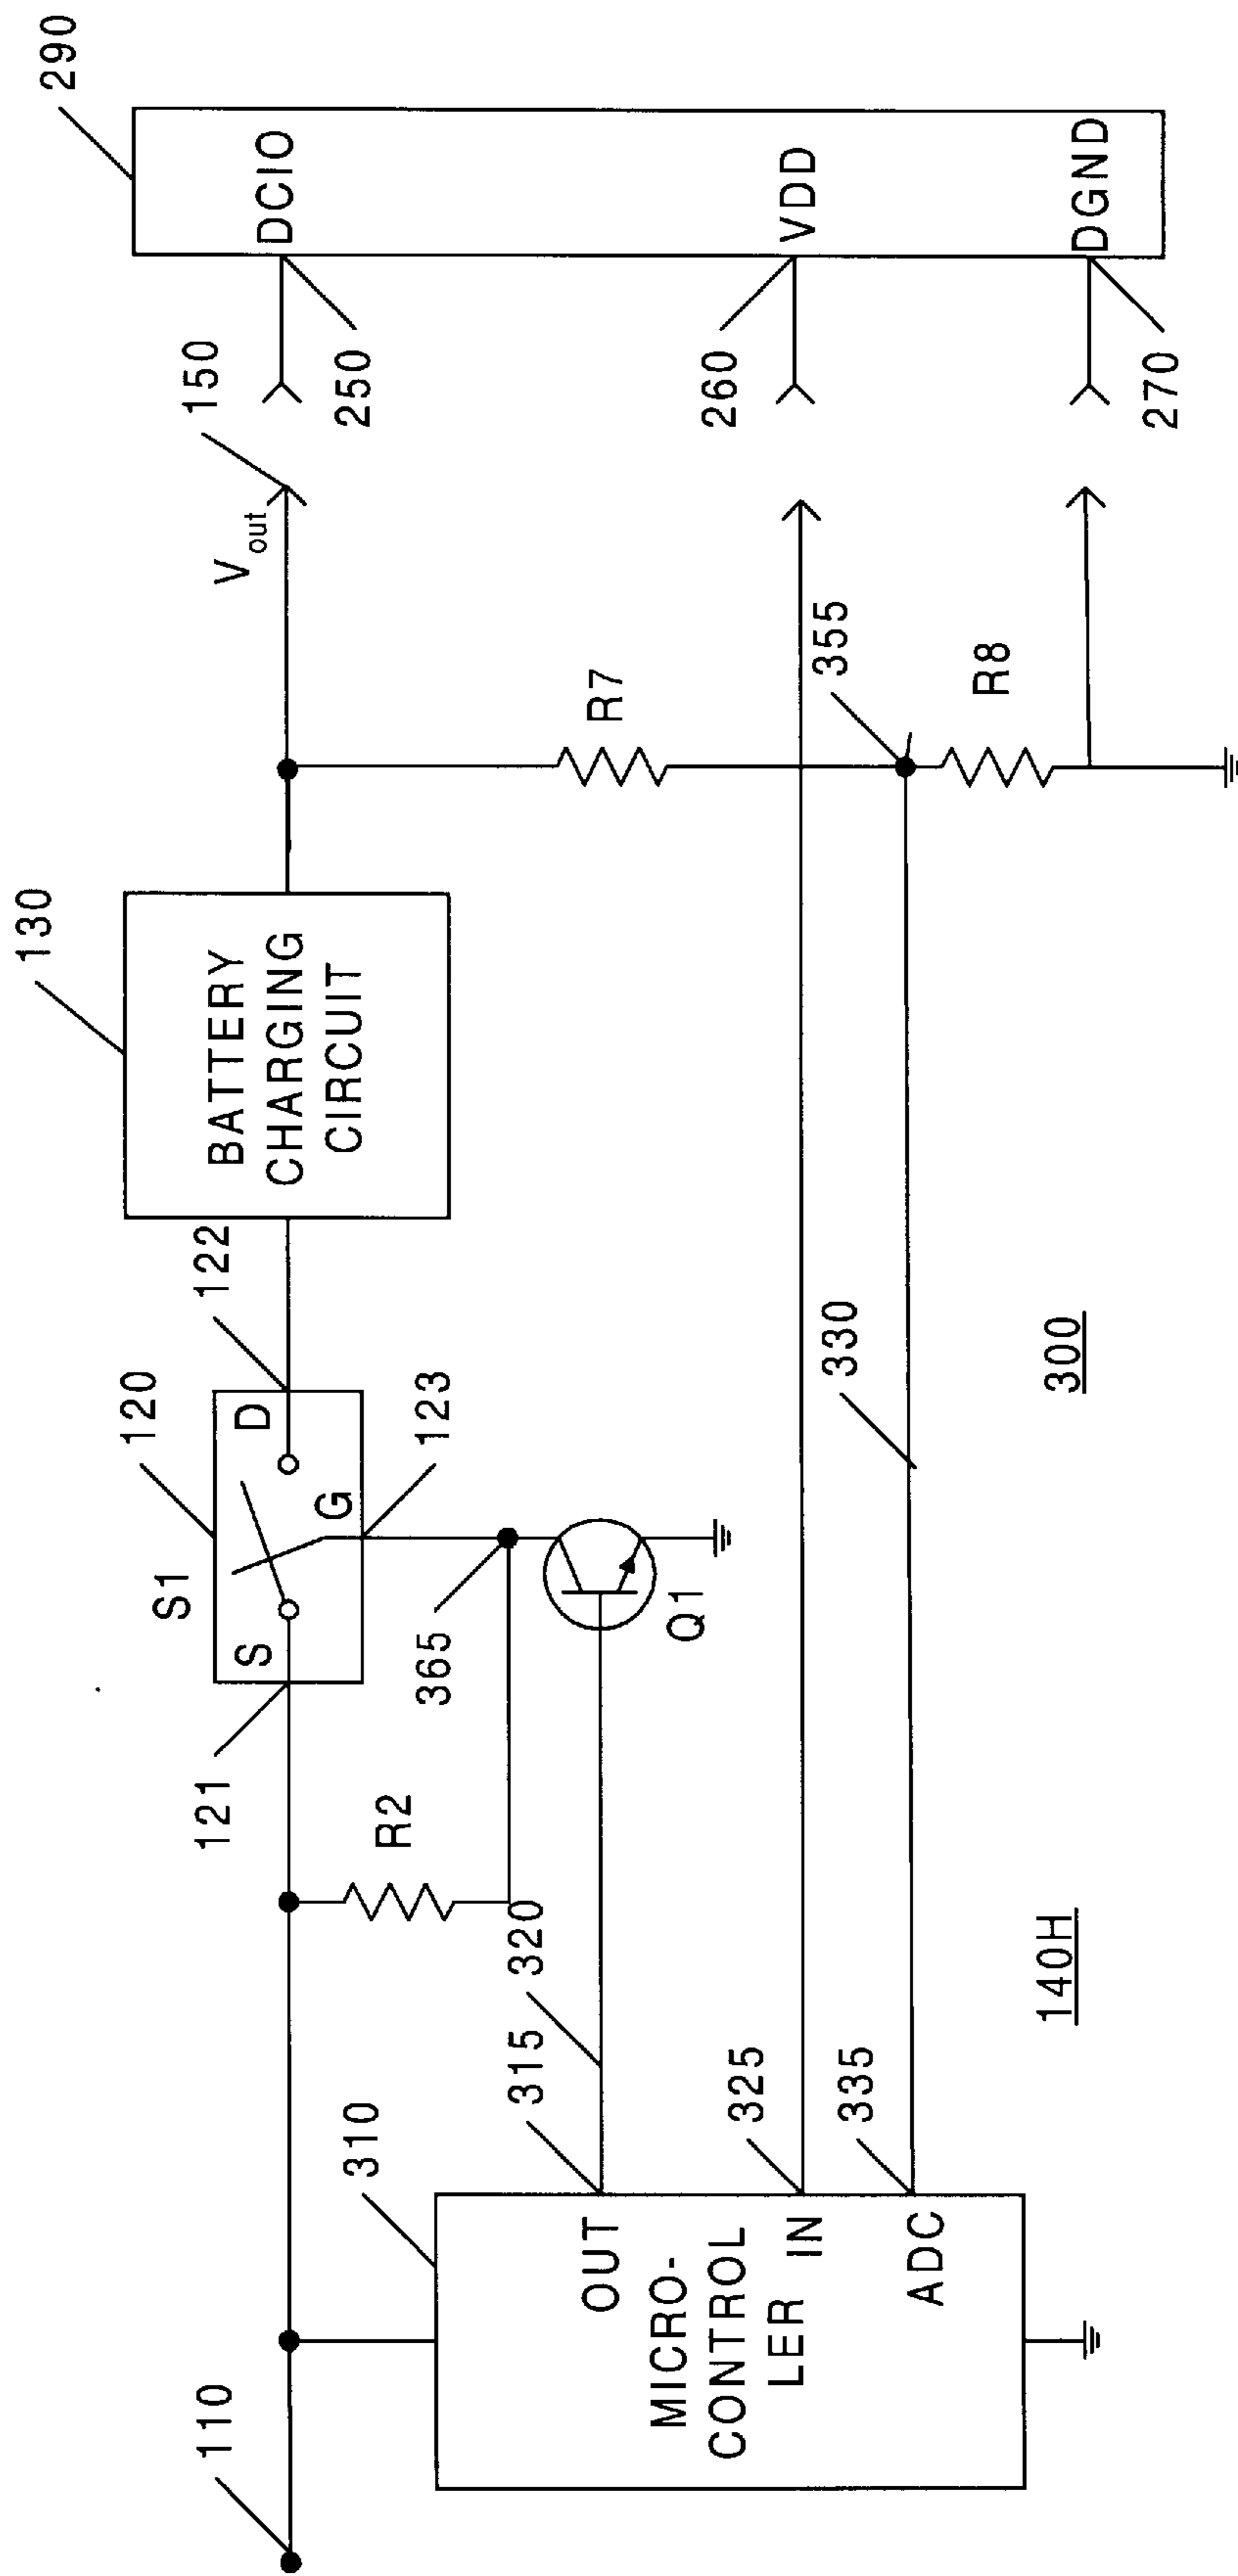 290
DCIO
VDD
DGND
150
250
260
270
Vout
R7
355
R8
130
BATTERY
CHARGING
CIRCUIT
122
120
D
123
330
300
S1
G
S
365
Q1
121
R2
320
315
325
335
140H
310
OUT
MICRO-
CONTROL
LER IN
ADC
110